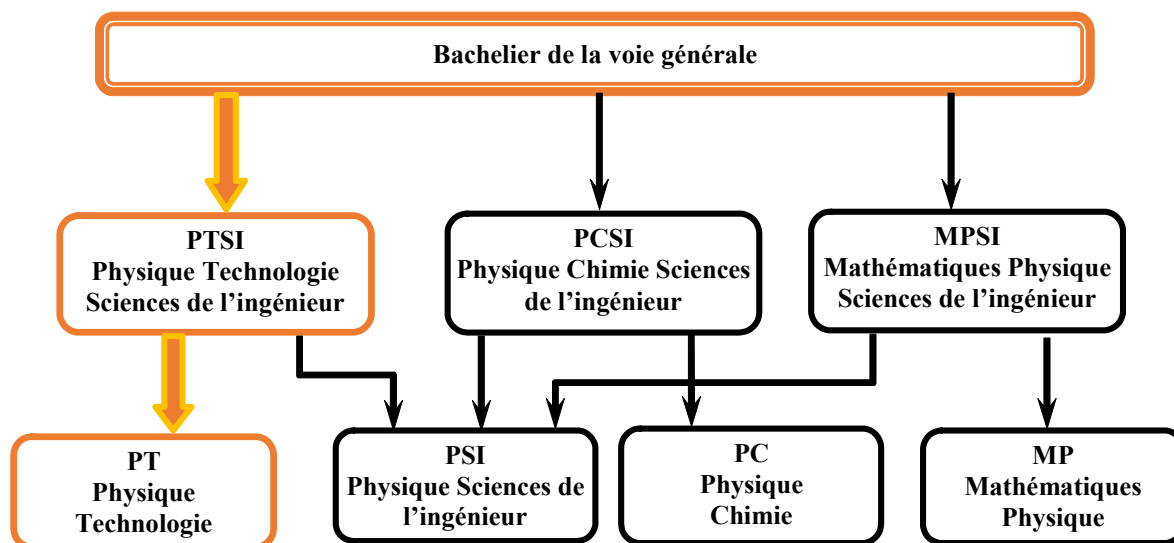 Bachelier de la voie générale
PTSI
Physique Technologie
Sciences de l’ingénieur
PCSI
Physique Chimie Sciences
de l’ingénieur
MPSI
Mathématiques Physique
Sciences de l’ingénieur
PT
Physique
Technologie
PSI
Physique Sciences de
l’ingénieur
PC
Physique
Chimie
MP
Mathématiques
Physique